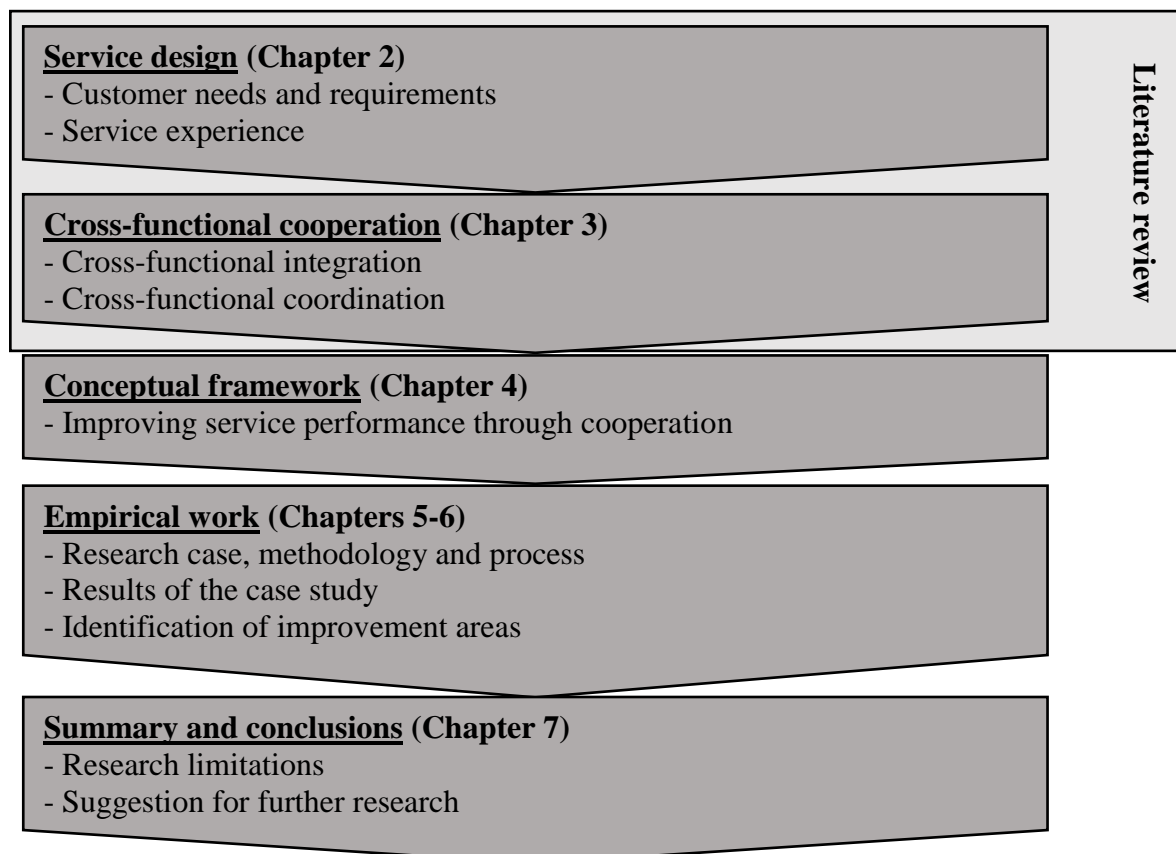 Service design (Chapter 2)
- Customer needs and requirements
- Service experience
Literature review
Cross-functional cooperation (Chapter 3)
- Cross-functional integration
- Cross-functional coordination
Conceptual framework (Chapter 4)
- Improving service performance through cooperation
Empirical work (Chapters 5-6)
- Research case, methodology and process
- Results of the case study
- Identification of improvement areas
Summary and conclusions (Chapter 7)
- Research limitations
- Suggestion for further research